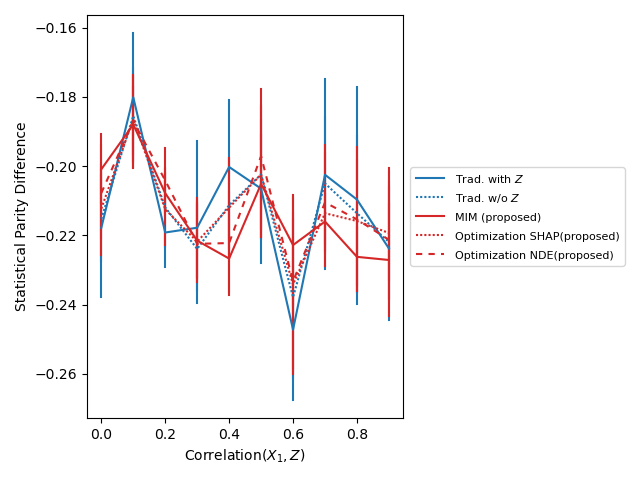 −0.16
−0.18
−0.20
−0.22
−0.24
−0.26
Statistical Parity Difference
0.0 0.2 0.4 0.6 0.8
Correlation(X₁, Z)
Trad. with Z
Trad. w/o Z
MIM (proposed)
Optimization SHAP(proposed)
Optimization NDE(proposed)